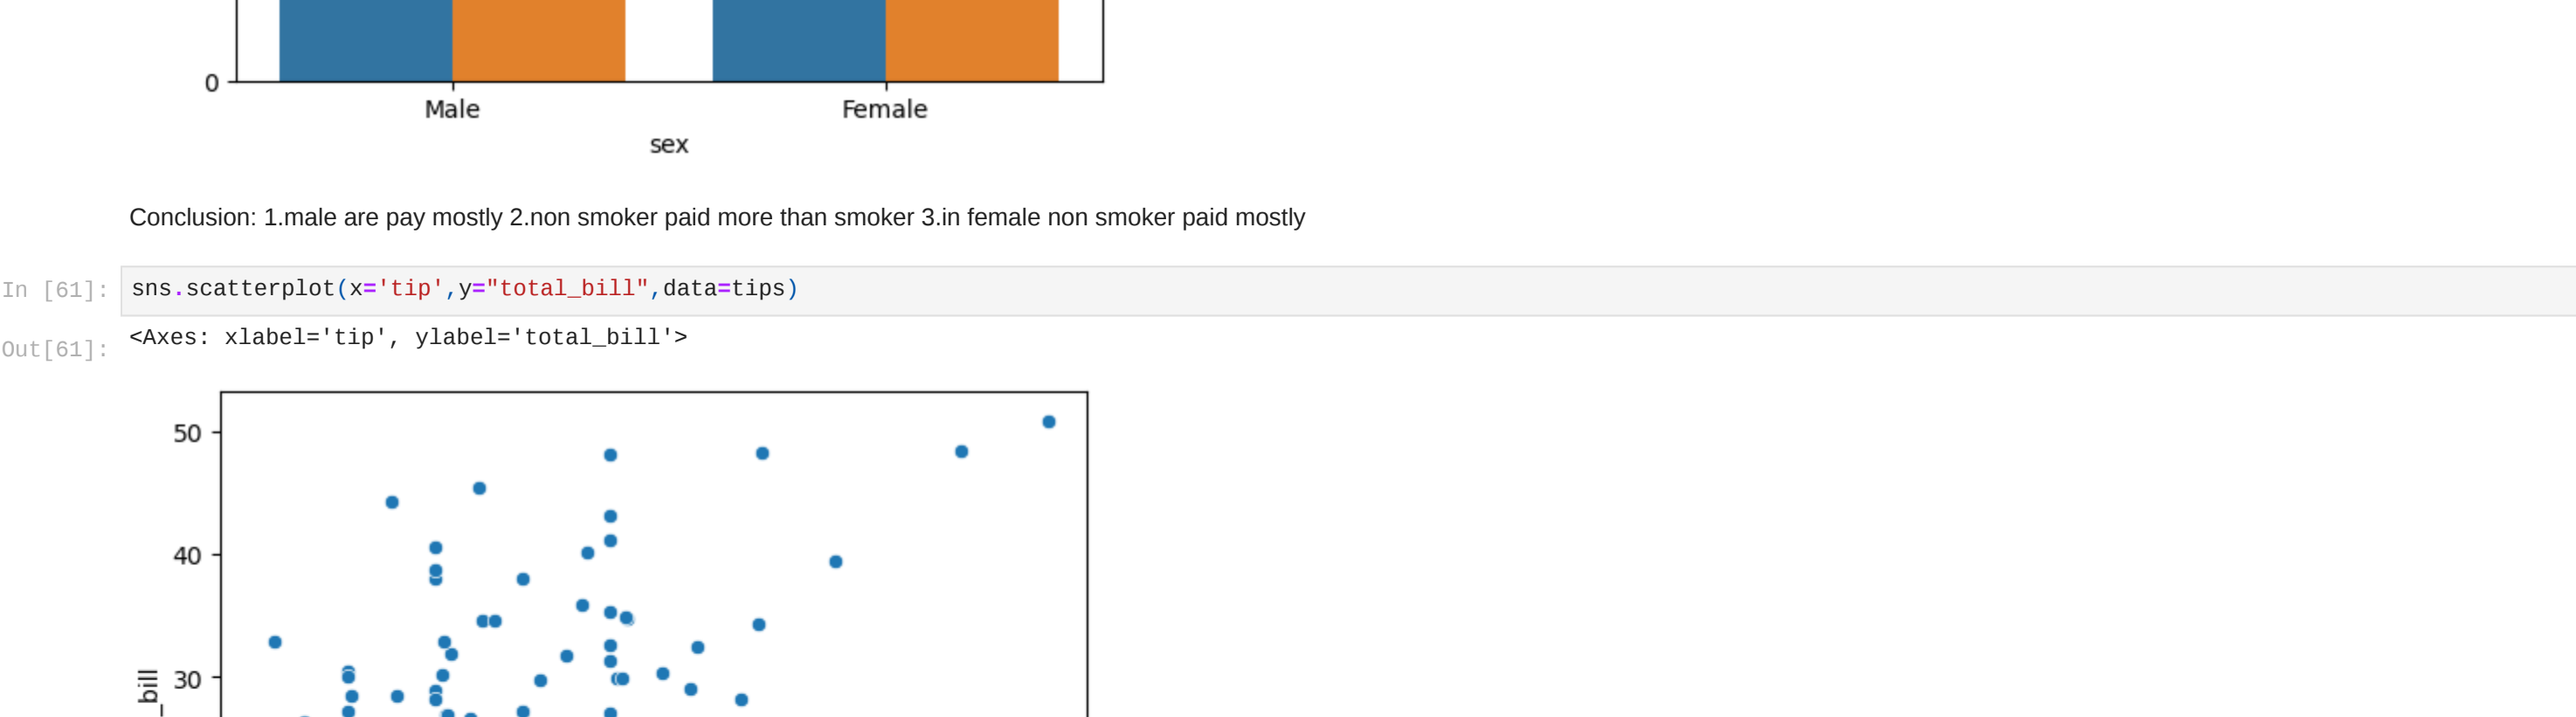 0
Male Female
sex
Conclusion: 1.male are pay mostly 2.non smoker paid more than smoker 3.in female non smoker paid mostly
In [61]: sns.scatterplot(x='tip',y="total_bill",data=tips)
Out[61]: <Axes: xlabel='tip', ylabel='total_bill'>
50
40
30
_bill